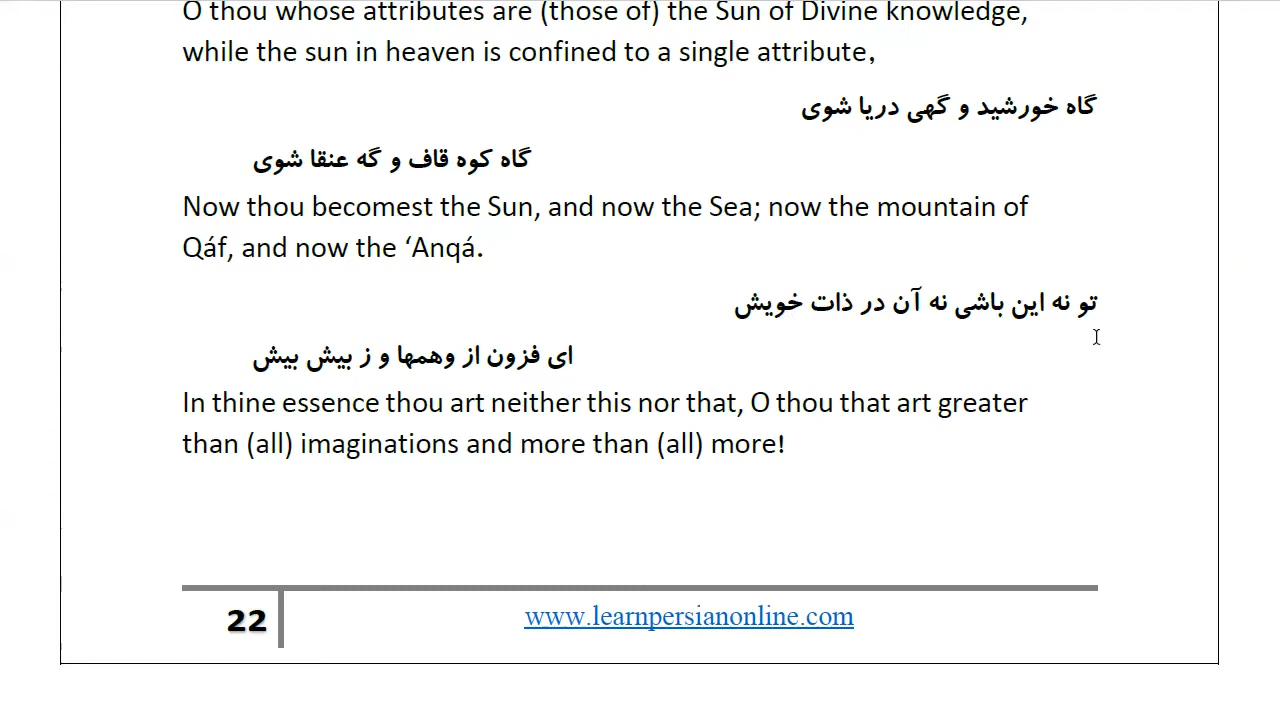 O thou whose attributes are (those of) the Sun of Divine knowledge,
while the sun in heaven is confined to a single attribute,
گاه خورشید و گهی دریا شوی
گاه کوه قاف و گه عنقا شوی
Now thou becomest the Sun, and now the Sea; now the mountain of
Qáf, and now the ‘Anqá.
تو نه این باشی نه آن در ذات خویش
ای فزون از وهمها و ز بیش بیش
In thine essence thou art neither this nor that, O thou that art greater
than (all) imaginations and more than (all) more!
22
www.learnpersianonline.com